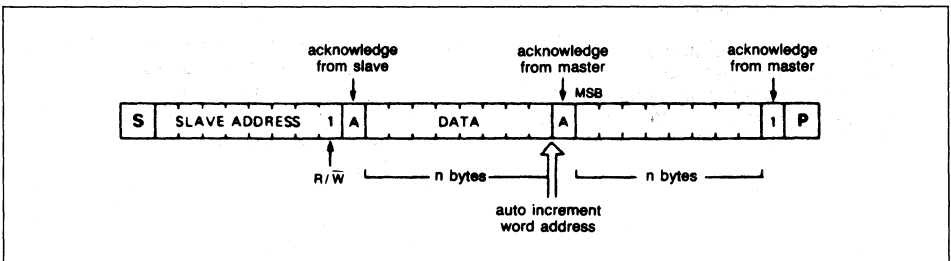 acknowledge
from slave
acknowledge
from master
acknowledge
from master
MSB
S SLAVE ADDRESS 1 A DATA A 1 P
R/W̅
n bytes
n bytes
auto increment
word address